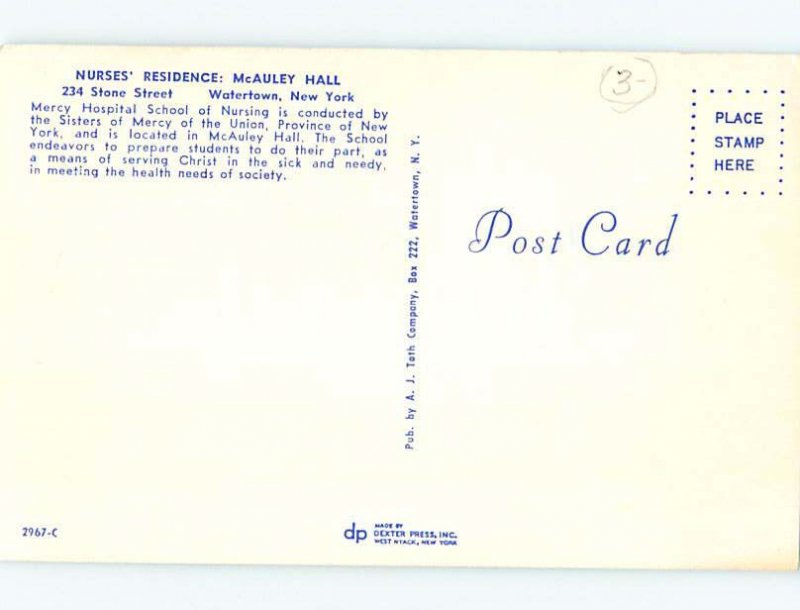 NURSES' RESIDENCE: McAULEY HALL
234 Stone Street Watertown, New York
Mercy Hospital School of Nursing is conducted by
the Sisters of Mercy of the Union, Province of New
York, and is located in McAuley Hall. The School
endeavors to prepare students to do their part, as
a means of serving Christ in the sick and needy,
in meeting the health needs of society.
3-
PLACE
STAMP
HERE
Post Card
Pub. by A. J. Toth Company, Box 222, Watertown, N. Y.
2967-C
dp
MADE BY
DEXTER PRESS, INC.
WEST NYACK, NEW YORK